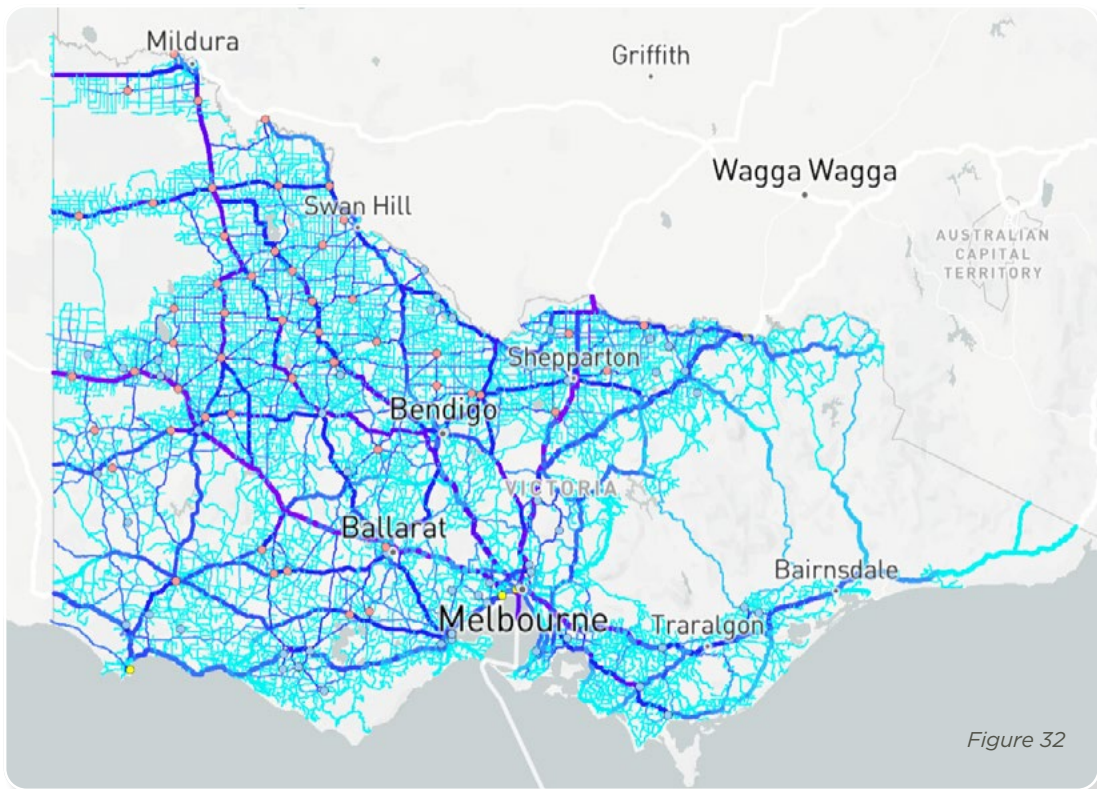 Mildura
Griffith
Wagga Wagga
Swan Hill
AUSTRALIAN
CAPITAL
TERRITORY
Shepparton
Bendigo
VICTORIA
Ballarat
Bairnsdale
Melbourne
Traralgon
Figure 32